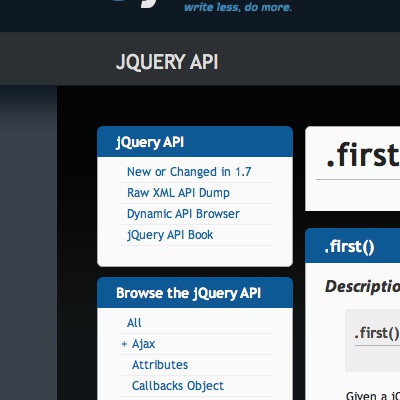 write less, do more.
JQUERY API
jQuery API
New or Changed in 1.7
Raw XML API Dump
Dynamic API Browser
jQuery API Book
Browse the jQuery API
All
+ Ajax
Attributes
Callbacks Object
.first
.first()
Descriptio
.first()
Given a jQ